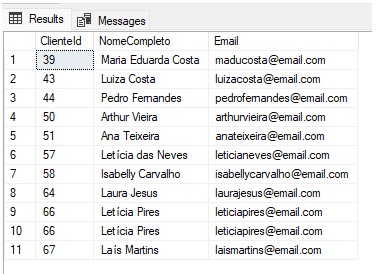 Results Messages
ClienteId NomeCompleto Email
1 39 Maria Eduarda Costa maducosta@email.com
2 43 Luiza Costa luizacosta@email.com
3 44 Pedro Fernandes pedrofernandes@email.com
4 50 Arthur Vieira arthurvieira@email.com
5 51 Ana Teixeira anateixeira@email.com
6 57 Letícia das Neves leticianeves@email.com
7 58 Isabelly Carvalho isabellycarvalho@email.com
8 64 Laura Jesus laurajesus@email.com
9 66 Letícia Pires leticiapires@email.com
10 66 Letícia Pires leticiapires@email.com
11 67 Laís Martins laismartins@email.com